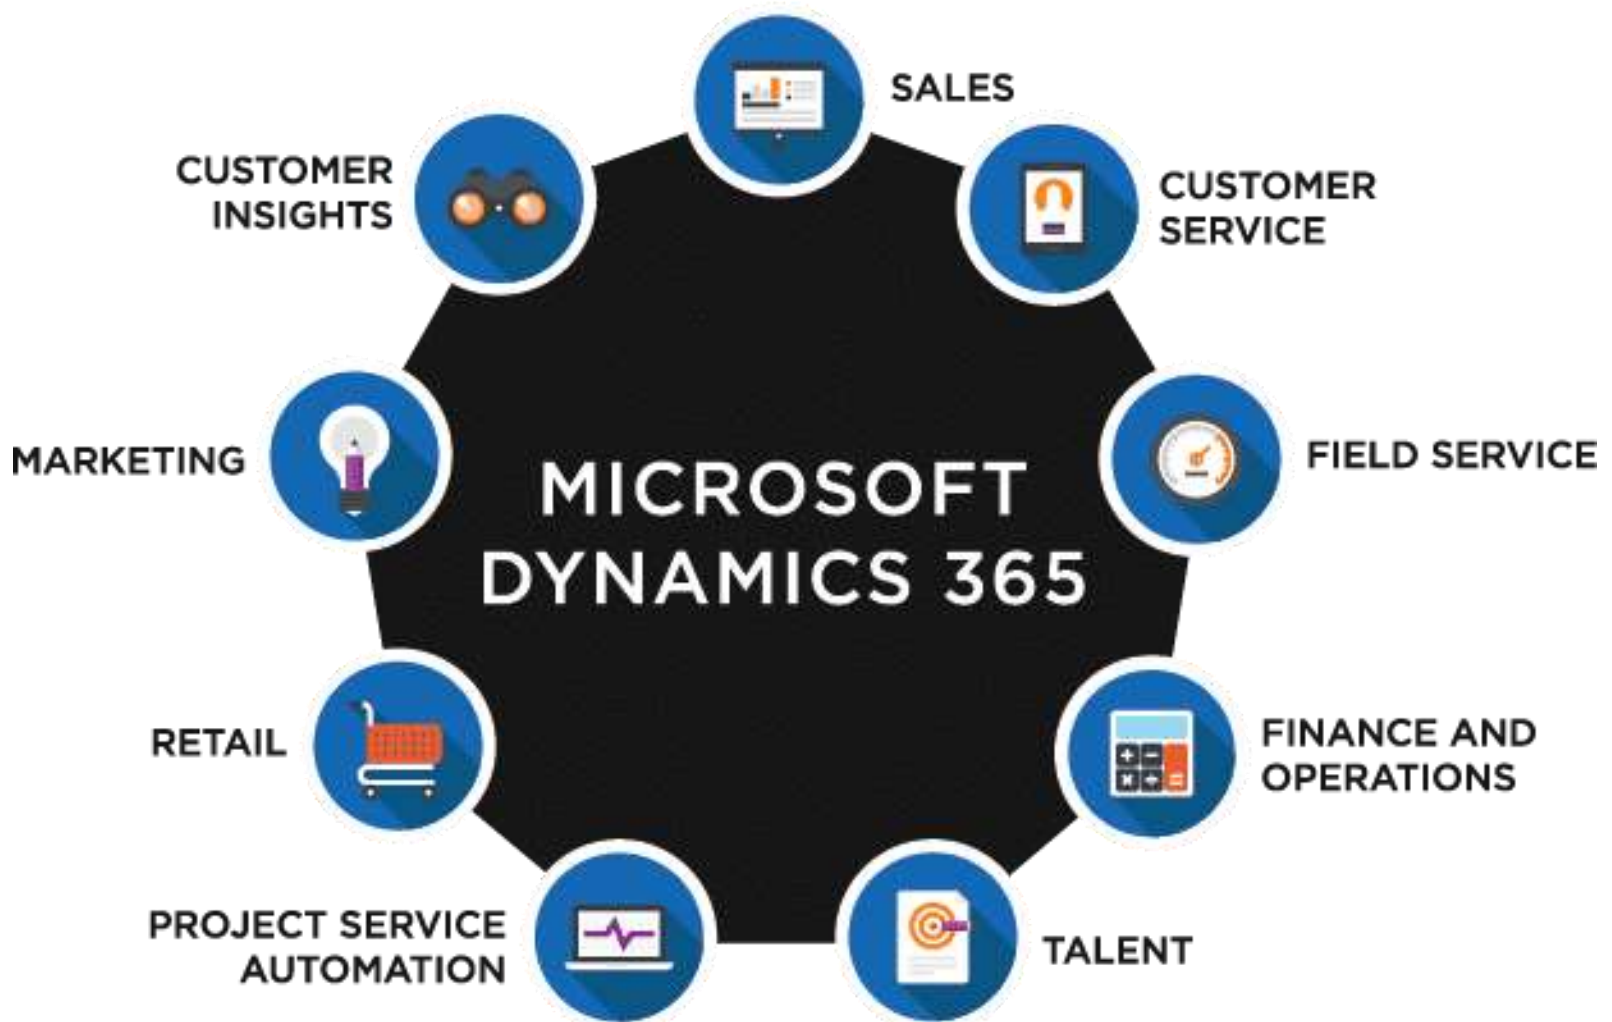 SALES
CUSTOMER
INSIGHTS
CUSTOMER
SERVICE
MARKETING
FIELD SERVICE
MICROSOFT
DYNAMICS 365
RETAIL
FINANCE AND
OPERATIONS
PROJECT SERVICE
AUTOMATION
TALENT